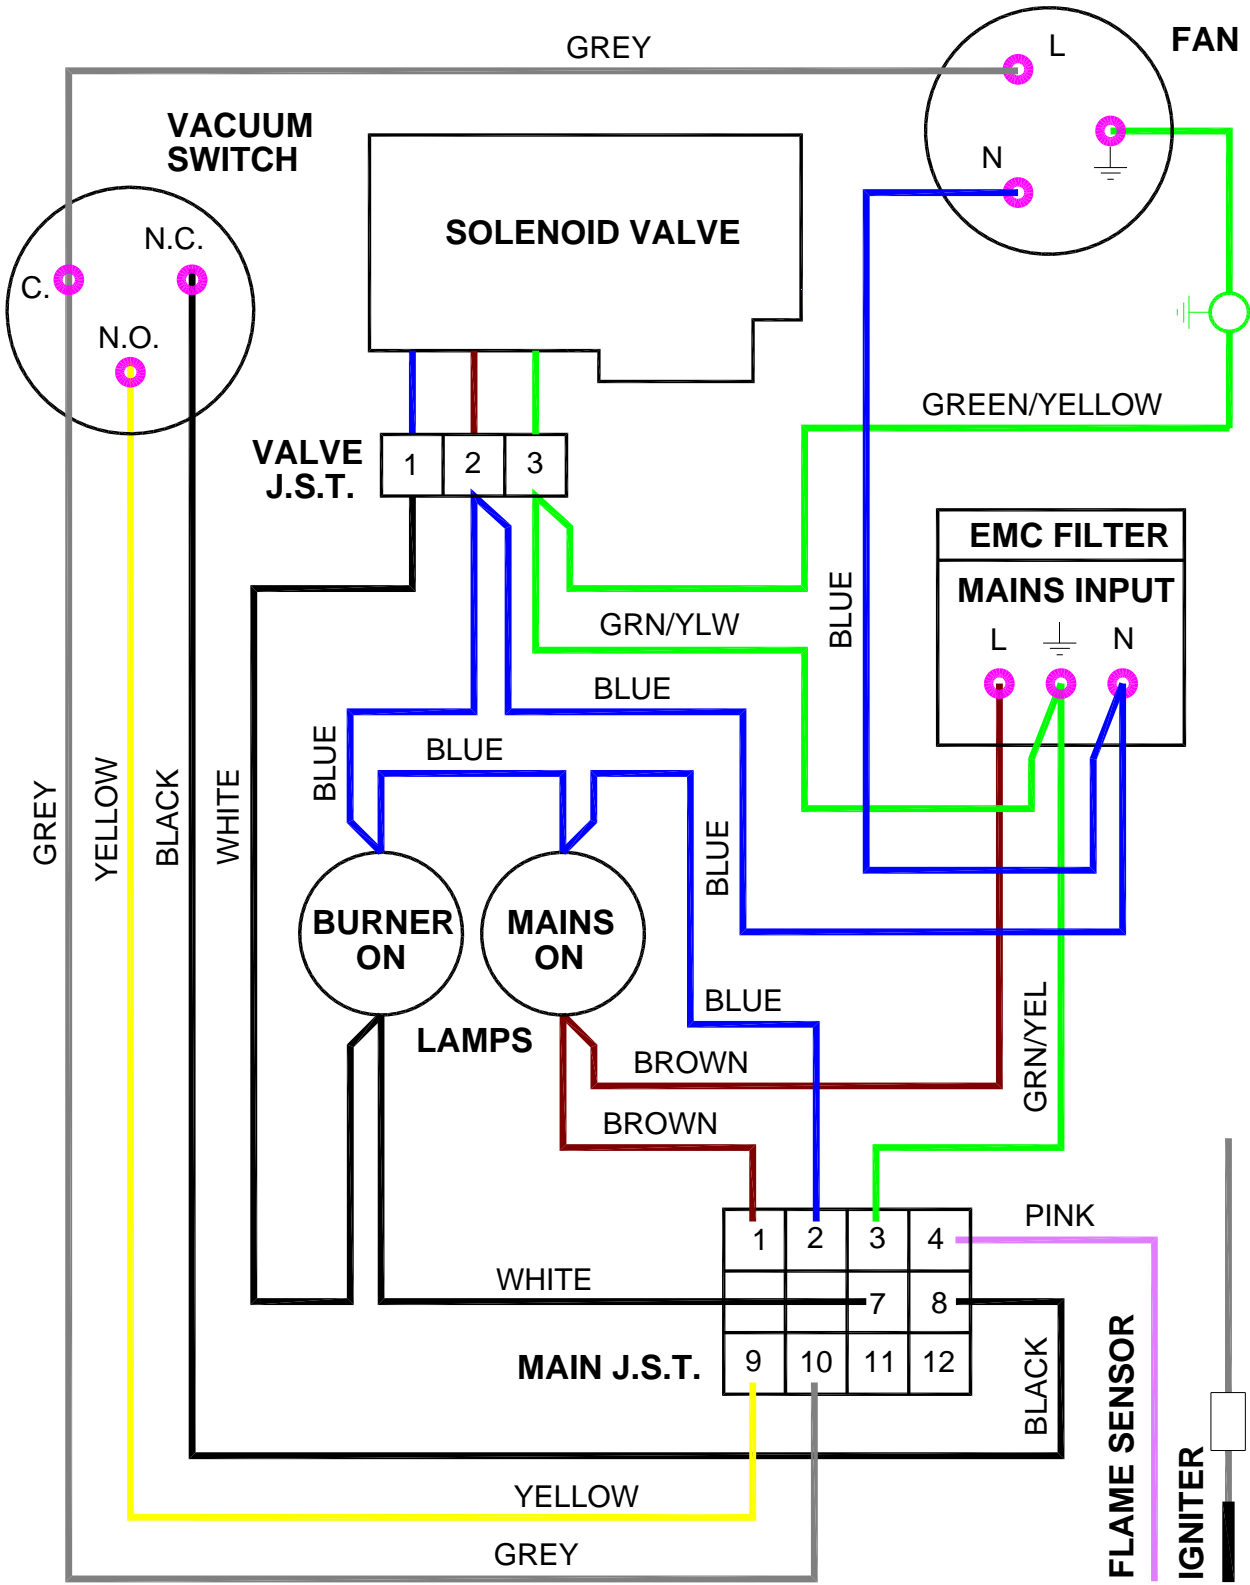 GREY
L
FAN
VACUUM
SWITCH
N
N.C.
SOLENOID VALVE
C.
N.O.
GREEN/YELLOW
VALVE
J.S.T.
1
2
3
EMC FILTER
MAINS INPUT
BLUE
GRN/YLW
L
N
BLUE
BLUE
BLUE
GREY
YELLOW
BLACK
WHITE
BLUE
BURNER
ON
MAINS
ON
BLUE
LAMPS
BROWN
GRN/YEL
BROWN
PINK
1
2
3
4
WHITE
7
8
MAIN J.S.T.
9
10
11
12
BLACK
FLAME SENSOR
IGNITER
YELLOW
GREY